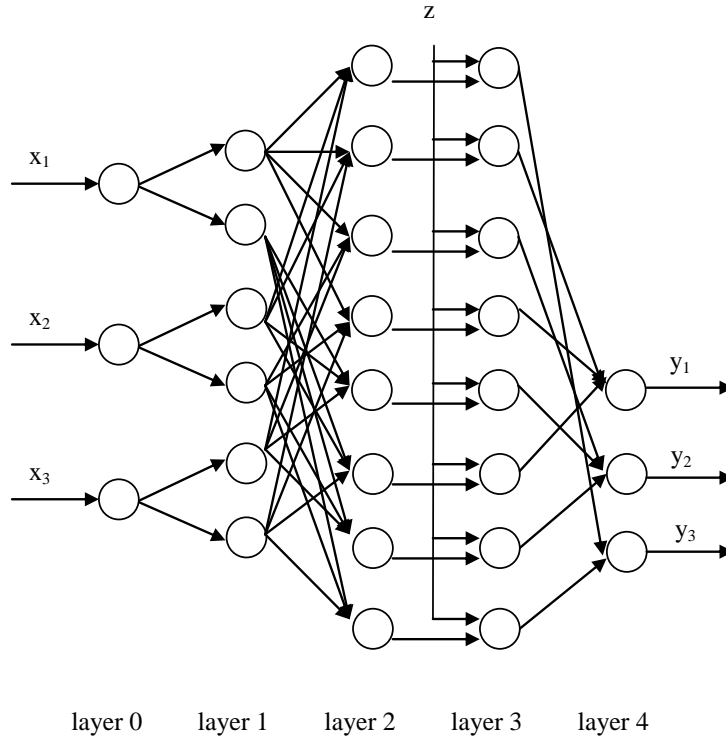 z
x₁
x₂
x₃
y₁
y₂
y₃
layer 0 layer 1 layer 2 layer 3 layer 4